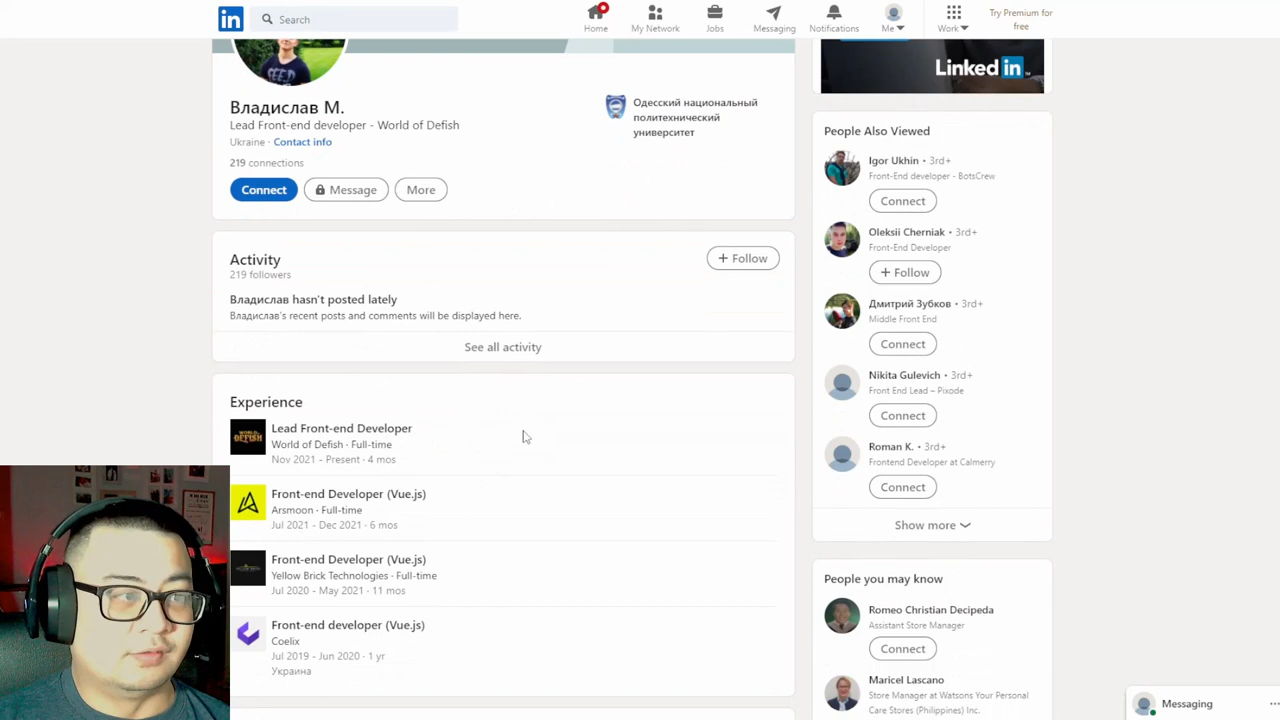 in
Search
Home
My Network
Jobs
Messaging
Notifications
Me
Work
Try Premium for
free
Владислав М.
Lead Front-end developer - World of Defish
Ukraine · Contact info
219 connections
Connect
Message
More
Одесский национальный
политехнический
университет
Activity
219 followers
+ Follow
Владислав hasn't posted lately
Владислав's recent posts and comments will be displayed here.
See all activity
Experience
WORLD OF
DEFISH
Lead Front-end Developer
World of Defish · Full-time
Nov 2021 - Present · 4 mos
Front-end Developer (Vue.js)
Arsmoon · Full-time
Jul 2021 - Dec 2021 · 6 mos
Front-end Developer (Vue.js)
Yellow Brick Technologies · Full-time
Jul 2020 - May 2021 · 11 mos
Front-end developer (Vue.js)
Coelix
Jul 2019 - Jun 2020 · 1 yr
Украина
Linked in
People Also Viewed
Igor Ukhin • 3rd+
Front-End developer - BotsCrew
Connect
Oleksii Cherniak • 3rd+
Front-End Developer
+ Follow
Дмитрий Зубков • 3rd+
Middle Front End
Connect
Nikita Gulevich • 3rd+
Front End Lead – Pixode
Connect
Roman K. • 3rd+
Frontend Developer at Calmerry
Connect
Show more
People you may know
Romeo Christian Decipeda
Assistant Store Manager
Connect
Maricel Lascano
Store Manager at Watsons Your Personal
Care Stores (Philippines) Inc.
Messaging